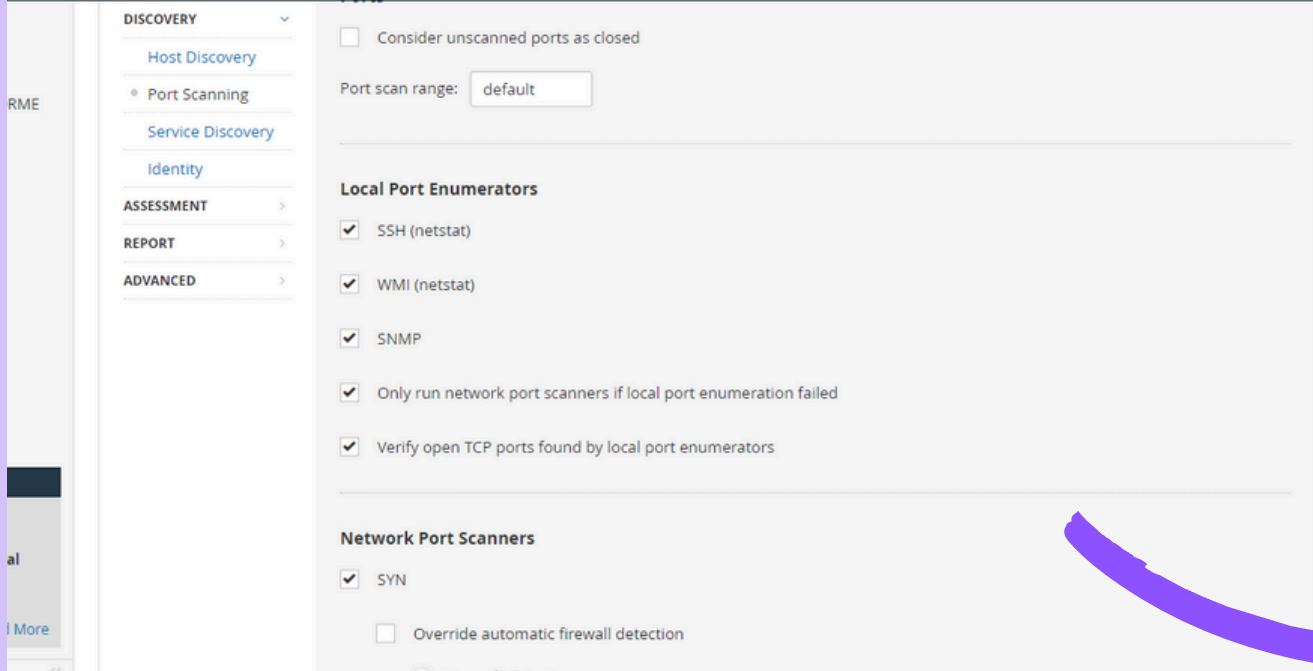 RME
al
More
DISCOVERY
Host Discovery
Port Scanning
Service Discovery
Identity
ASSESSMENT
REPORT
ADVANCED
Consider unscanned ports as closed
Port scan range: default
Local Port Enumerators
SSH (netstat)
WMI (netstat)
SNMP
Only run network port scanners if local port enumeration failed
Verify open TCP ports found by local port enumerators
Network Port Scanners
SYN
Override automatic firewall detection